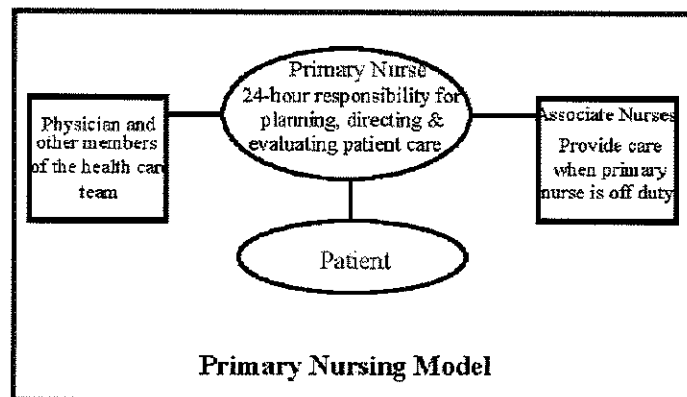 Primary Nurse
24-hour responsibility for
planning, directing &
evaluating patient care
Physician and
other members
of the health care
team
Associate Nurses
Provide care
when primary
nurse is off duty
Patient
Primary Nursing Model